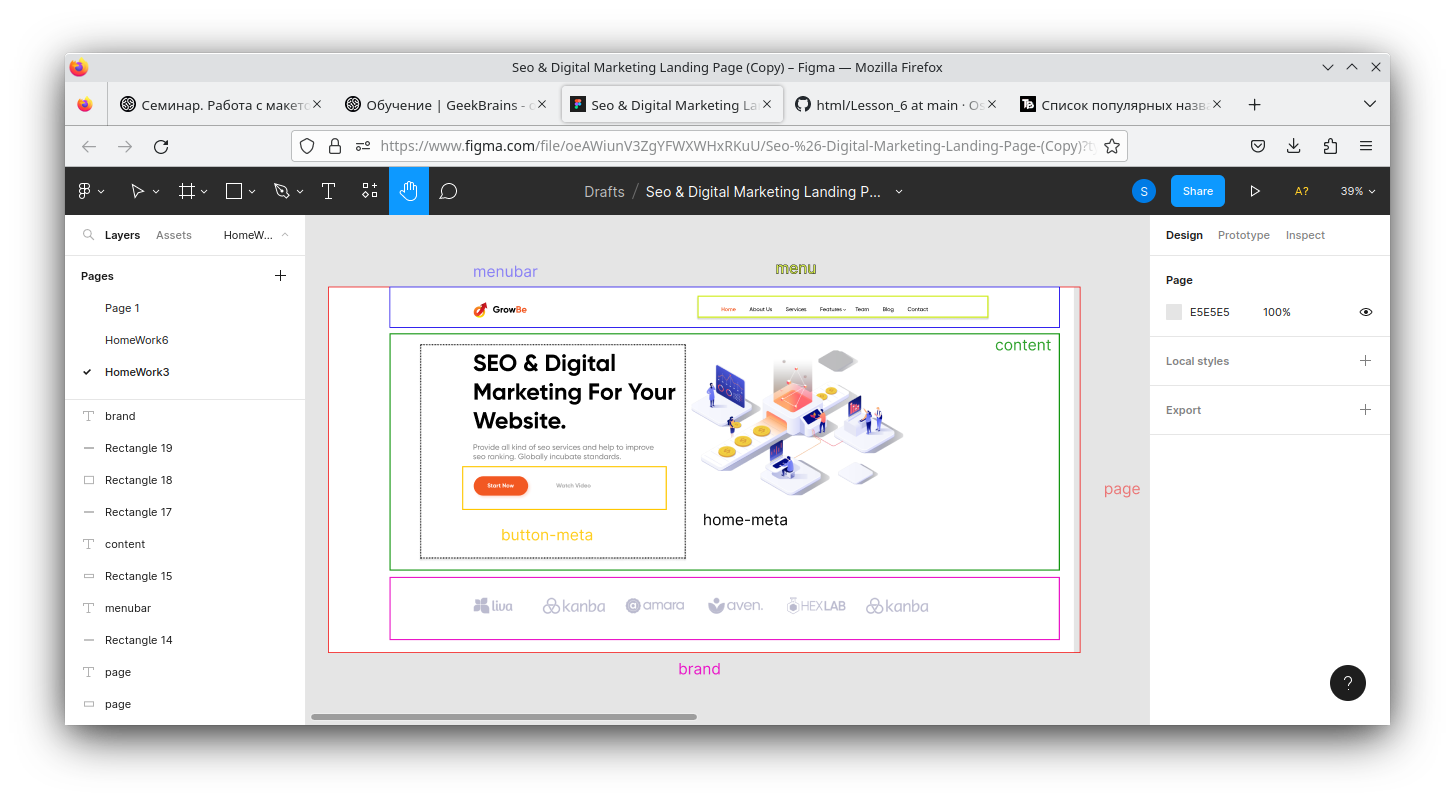 Seo & Digital Marketing Landing Page (Copy) – Figma — Mozilla Firefox
Семинар. Работа с макето
Обучение | GeekBrains - о
Seo & Digital Marketing La
html/Lesson_6 at main · Os
Список популярных назва
https://www.figma.com/file/oeAWiunV3ZgYFWXWHxRKuU/Seo-%26-Digital-Marketing-Landing-Page-(Copy)?ty
Drafts / Seo & Digital Marketing Landing P...
S
Share
A?
39%
Layers
Assets
HomeW...
Pages
Page 1
HomeWork6
HomeWork3
brand
Rectangle 19
Rectangle 18
Rectangle 17
content
Rectangle 15
menubar
Rectangle 14
page
page
menubar
menu
GrowBe
Home
About Us
Services
Features
Team
Blog
Contact
content
SEO & Digital
Marketing For Your
Website.
Provide all kind of seo services and help to improve
seo ranking. Globally incubate standards.
Start Now
Watch Video
button-meta
home-meta
page
liva
kanba
amara
aven.
HEXLAB
kanba
brand
Design
Prototype
Inspect
Page
E5E5E5
100%
Local styles
Export
?